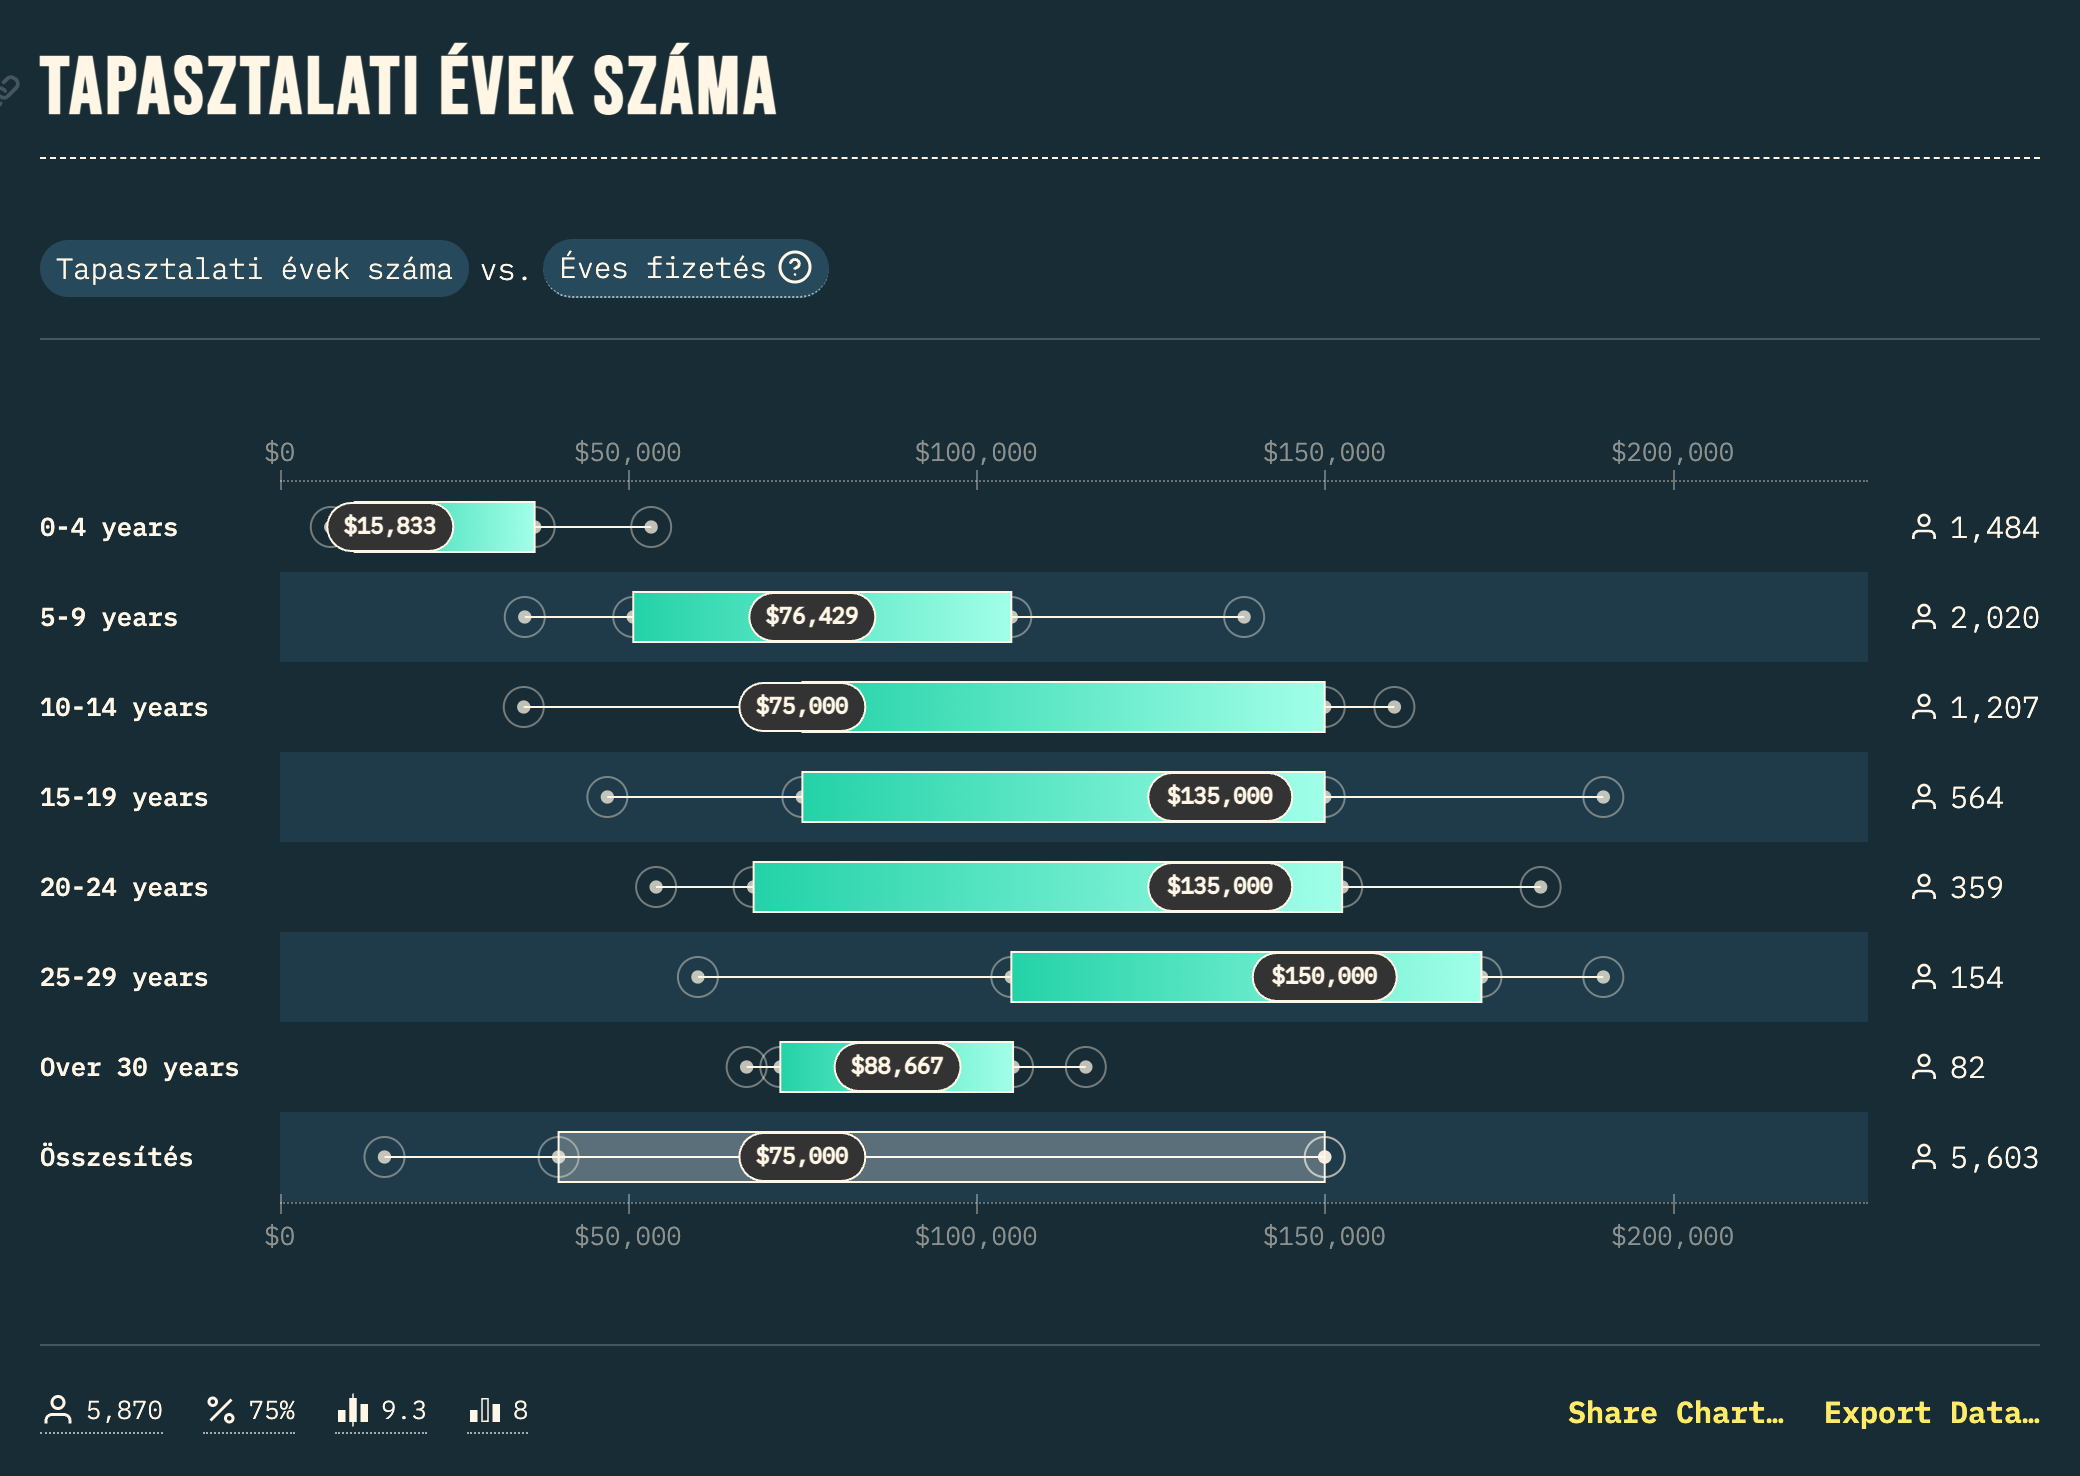 TAPASZTALATI ÉVEK SZÁMA
Tapasztalati évek száma vs. Éves fizetés ?
$0 $50,000 $100,000 $150,000 $200,000
0-4 years $15,833 1,484
5-9 years $76,429 2,020
10-14 years $75,000 1,207
15-19 years $135,000 564
20-24 years $135,000 359
25-29 years $150,000 154
Over 30 years $88,667 82
Összesítés $75,000 5,603
$0 $50,000 $100,000 $150,000 $200,000
5,870 75% 9.3 8 Share Chart… Export Data…